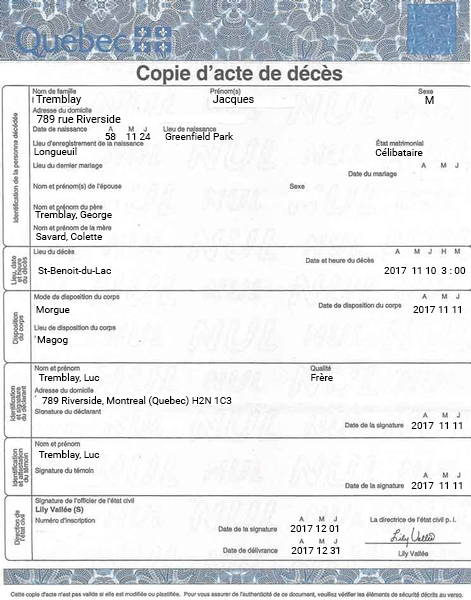 Québec
Copie d'acte de décès
Identification de la personne décédée
Nom de famille Prénom(s) Sexe
Tremblay Jacques M
Adresse du domicile
789 rue Riverside
Date de naissance A M J Lieu de naissance
58 11 24 Greenfield Park
Lieu d'enregistrement de la naissance État matrimonial
Longueuil Célibataire
Lieu du dernier mariage A M J
Date du mariage
Nom et prénom(s) de l'épouse Sexe
Nom et prénom du père
Tremblay, George
Nom et prénom de la mère
Savard, Colette
Lieu, date et heure du décès
Lieu du décès A M J H M
Date et heure du décès
St-Benoit-du-Lac 2017 11 10 3 : 00
Disposition du corps
Mode de disposition du corps A M J
Morgue Date de disposition du corps 2017 11 11
Lieu de disposition du corps
'Magog
Identification et signature du déclarant
Nom et prénom Qualité
Tremblay, Luc Frère
Adresse du domicile
789 Riverside, Montreal (Quebec) H2N 1C3
Signature du déclarant A M J
Date de la signature 2017 11 11
Identification et attestation du témoin
Nom et prénom
Tremblay, Luc
Signature du témoin A M J
Date de la signature 2017 11 11
Direction de l'état civil
Signature de l'officier de l'état civil
Lily Vallée (S)
Numéro d'inscription A M J La directrice de l'état civil p. i.
Date de la signature 2017 12 01
Lily Vallée
A M J
Date de délivrance 2017 12 31 Lily Vallée
Cette copie d'acte n'est pas valide si elle est modifiée ou plastifiée. Pour vous assurer de l'authenticité de ce document, veuillez vérifier les éléments de sécurité décrits au verso.